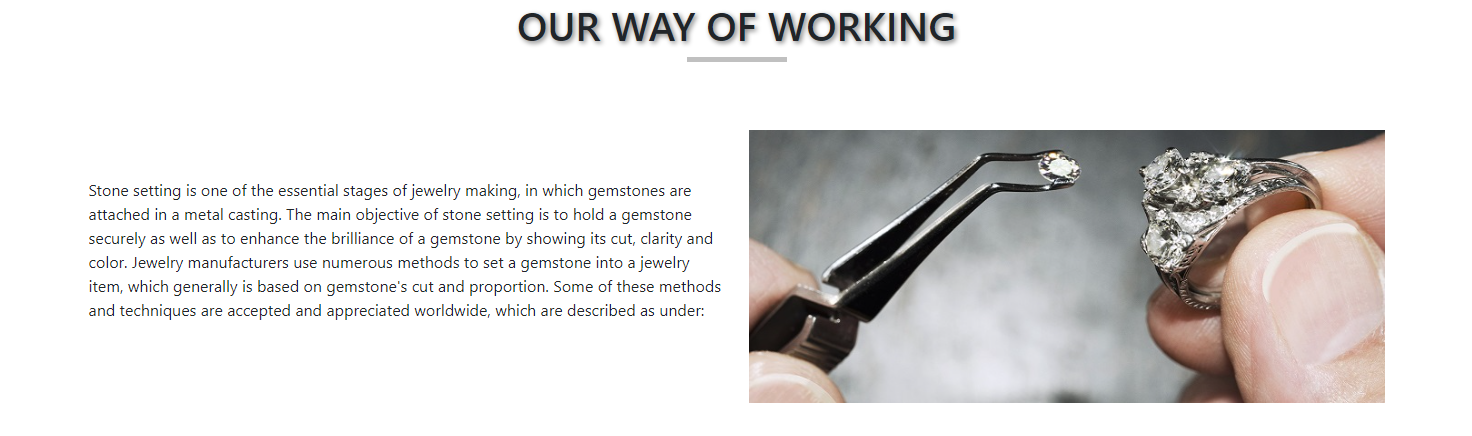 OUR WAY OF WORKING
Stone setting is one of the essential stages of jewelry making, in which gemstones are
attached in a metal casting. The main objective of stone setting is to hold a gemstone
securely as well as to enhance the brilliance of a gemstone by showing its cut, clarity and
color. Jewelry manufacturers use numerous methods to set a gemstone into a jewelry
item, which generally is based on gemstone's cut and proportion. Some of these methods
and techniques are accepted and appreciated worldwide, which are described as under: